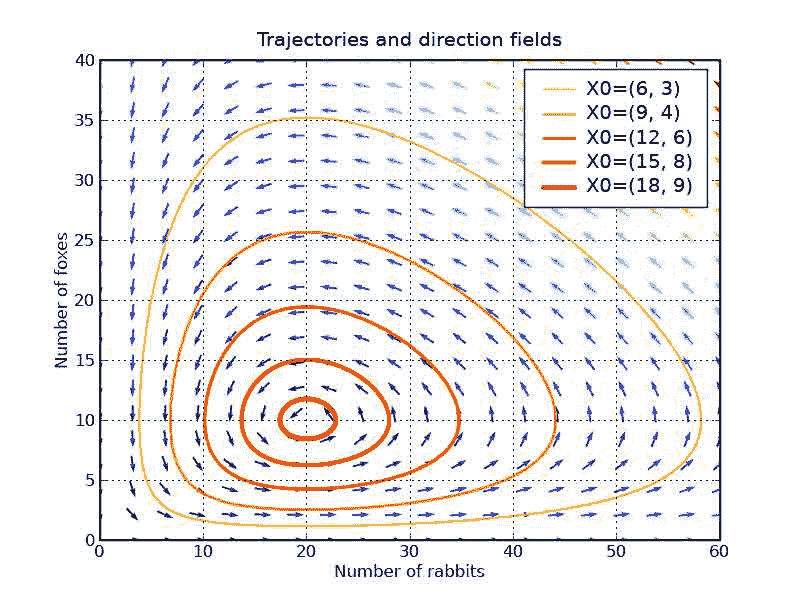 Trajectories and direction fields
40
35
30
25
20
15
10
5
0
Number of foxes
X0=(6, 3)
X0=(9, 4)
X0=(12, 6)
X0=(15, 8)
X0=(18, 9)
0 10 20 30 40 50 60
Number of rabbits